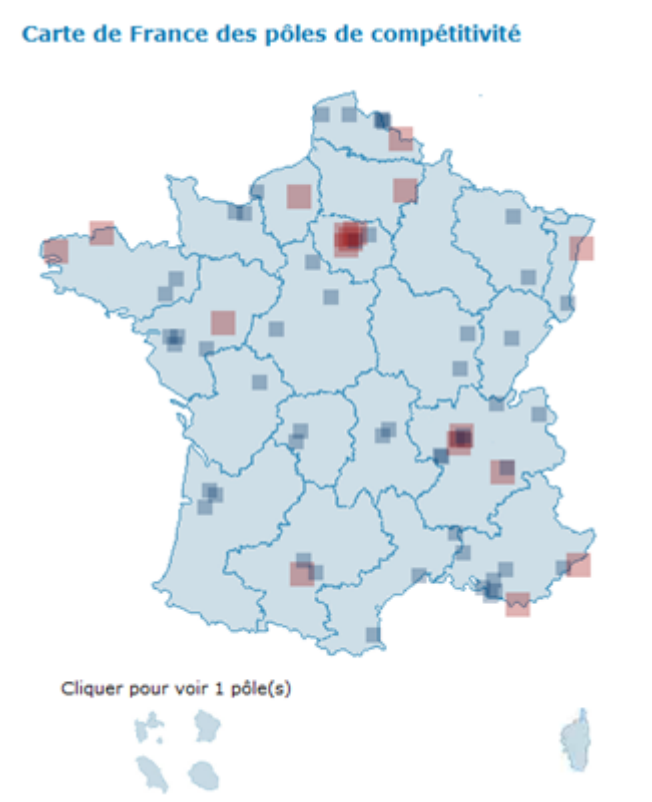 Carte de France des pôles de compétitivité
Cliquer pour voir 1 pôle(s)